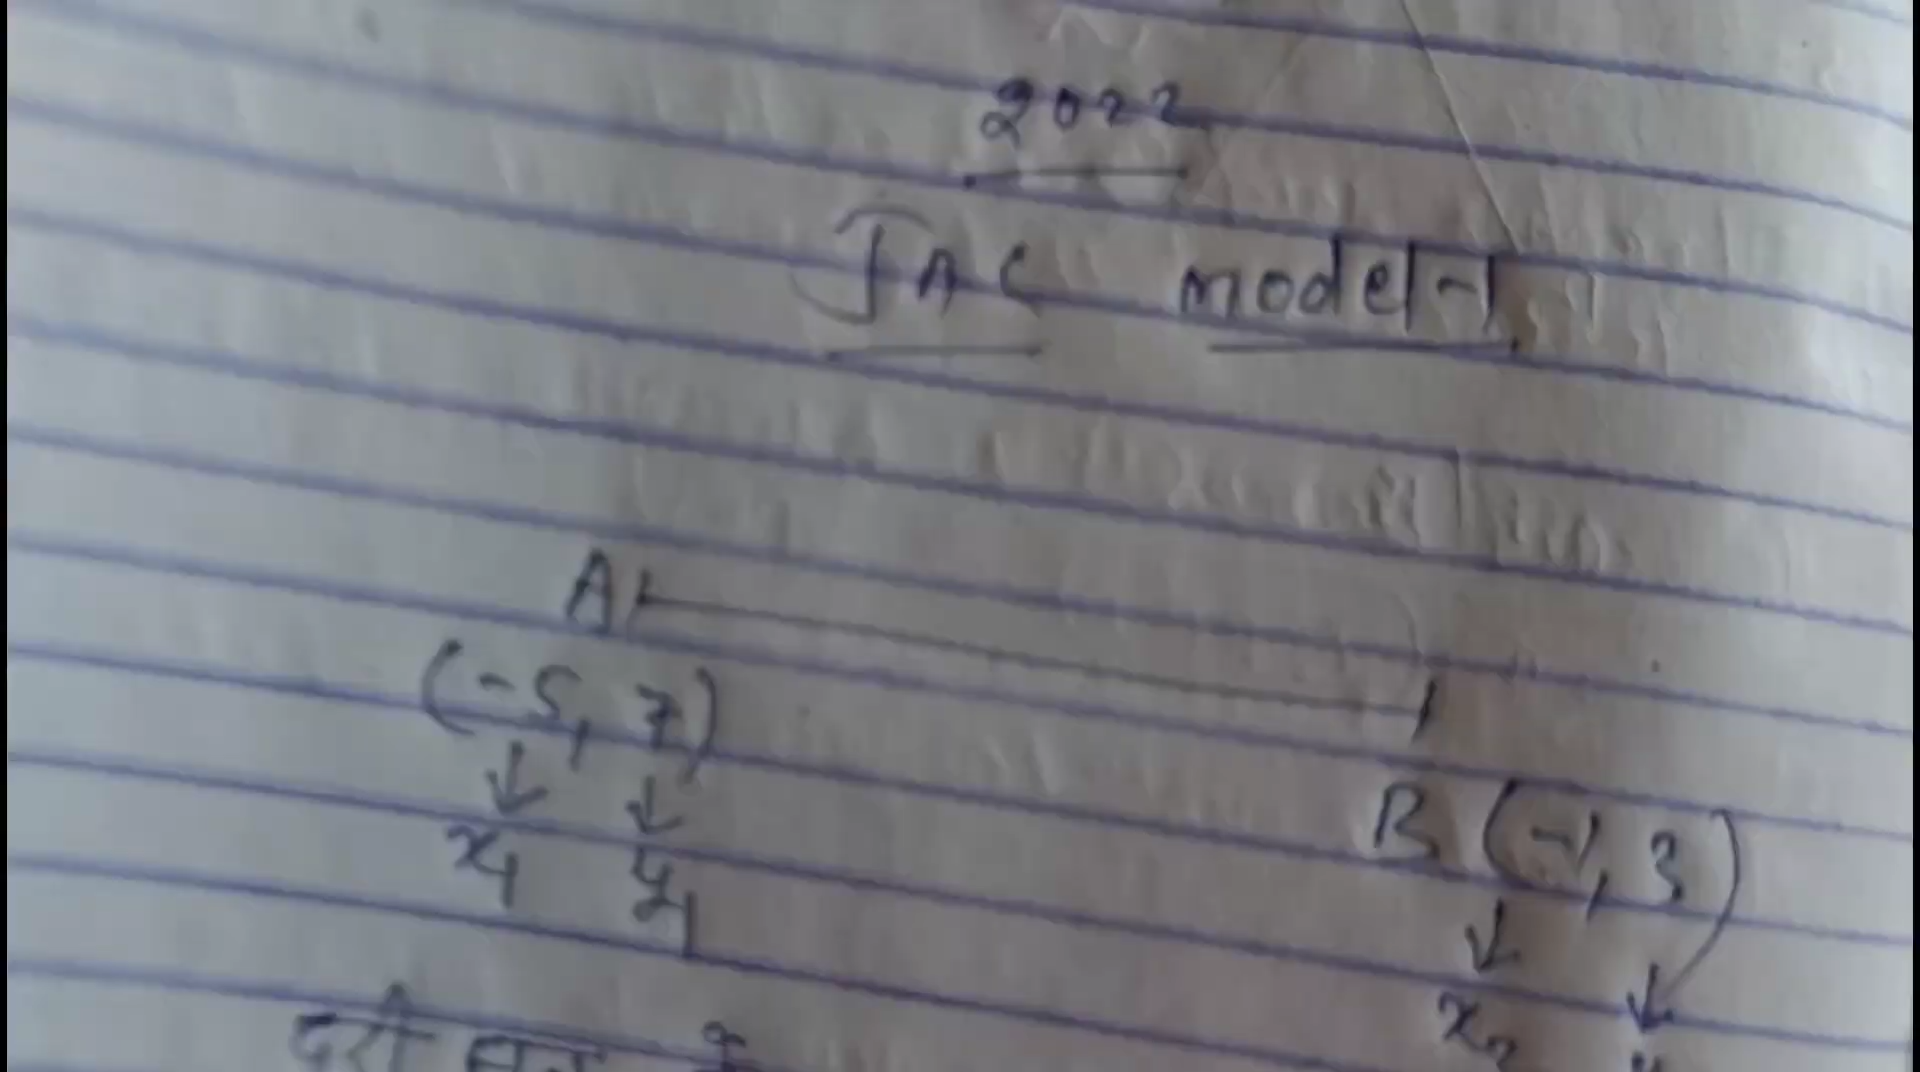 2022
JAC model-1
A
(-5, 7)
B (-1, 3)
x1 y1
x2
दूरी सूत्र से